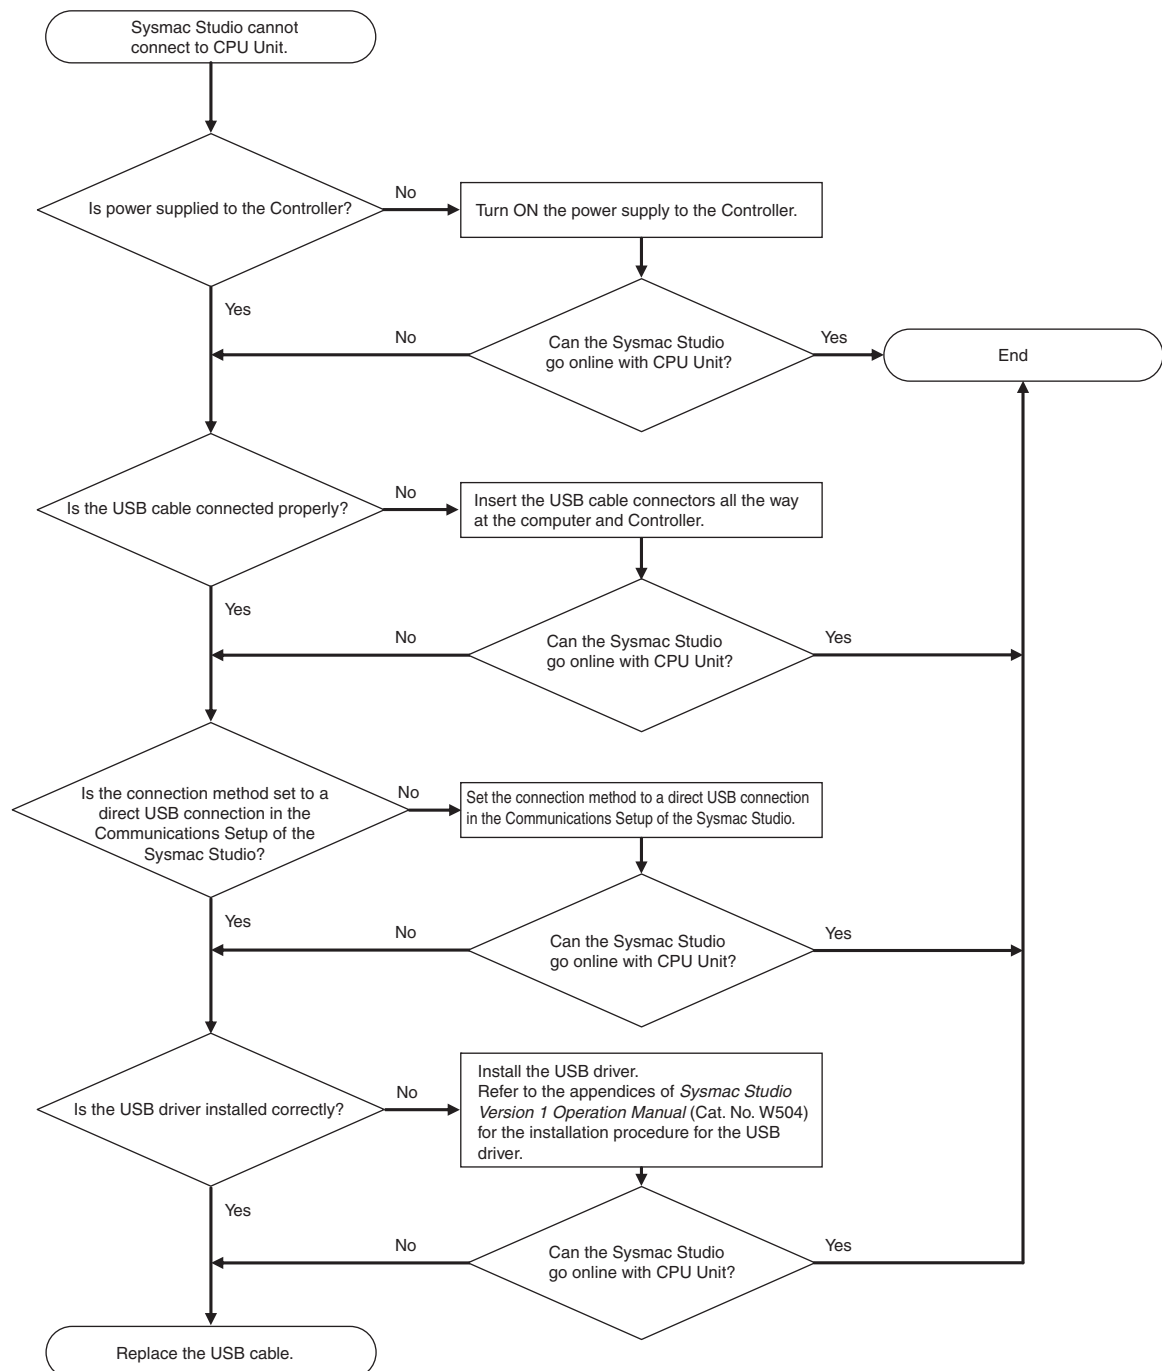 Sysmac Studio cannot
connect to CPU Unit.
Is power supplied to the Controller?
No
Turn ON the power supply to the Controller.
Yes
No
Can the Sysmac Studio
go online with CPU Unit?
Yes
End
Is the USB cable connected properly?
No
Insert the USB cable connectors all the way
at the computer and Controller.
Yes
No
Can the Sysmac Studio
go online with CPU Unit?
Yes
Is the connection method set to a
direct USB connection in the
Communications Setup of the
Sysmac Studio?
No
Set the connection method to a direct USB connection
in the Communications Setup of the Sysmac Studio.
Yes
No
Can the Sysmac Studio
go online with CPU Unit?
Yes
Is the USB driver installed correctly?
No
Install the USB driver.
Refer to the appendices of Sysmac Studio
Version 1 Operation Manual (Cat. No. W504)
for the installation procedure for the USB
driver.
Yes
No
Can the Sysmac Studio
go online with CPU Unit?
Yes
Replace the USB cable.